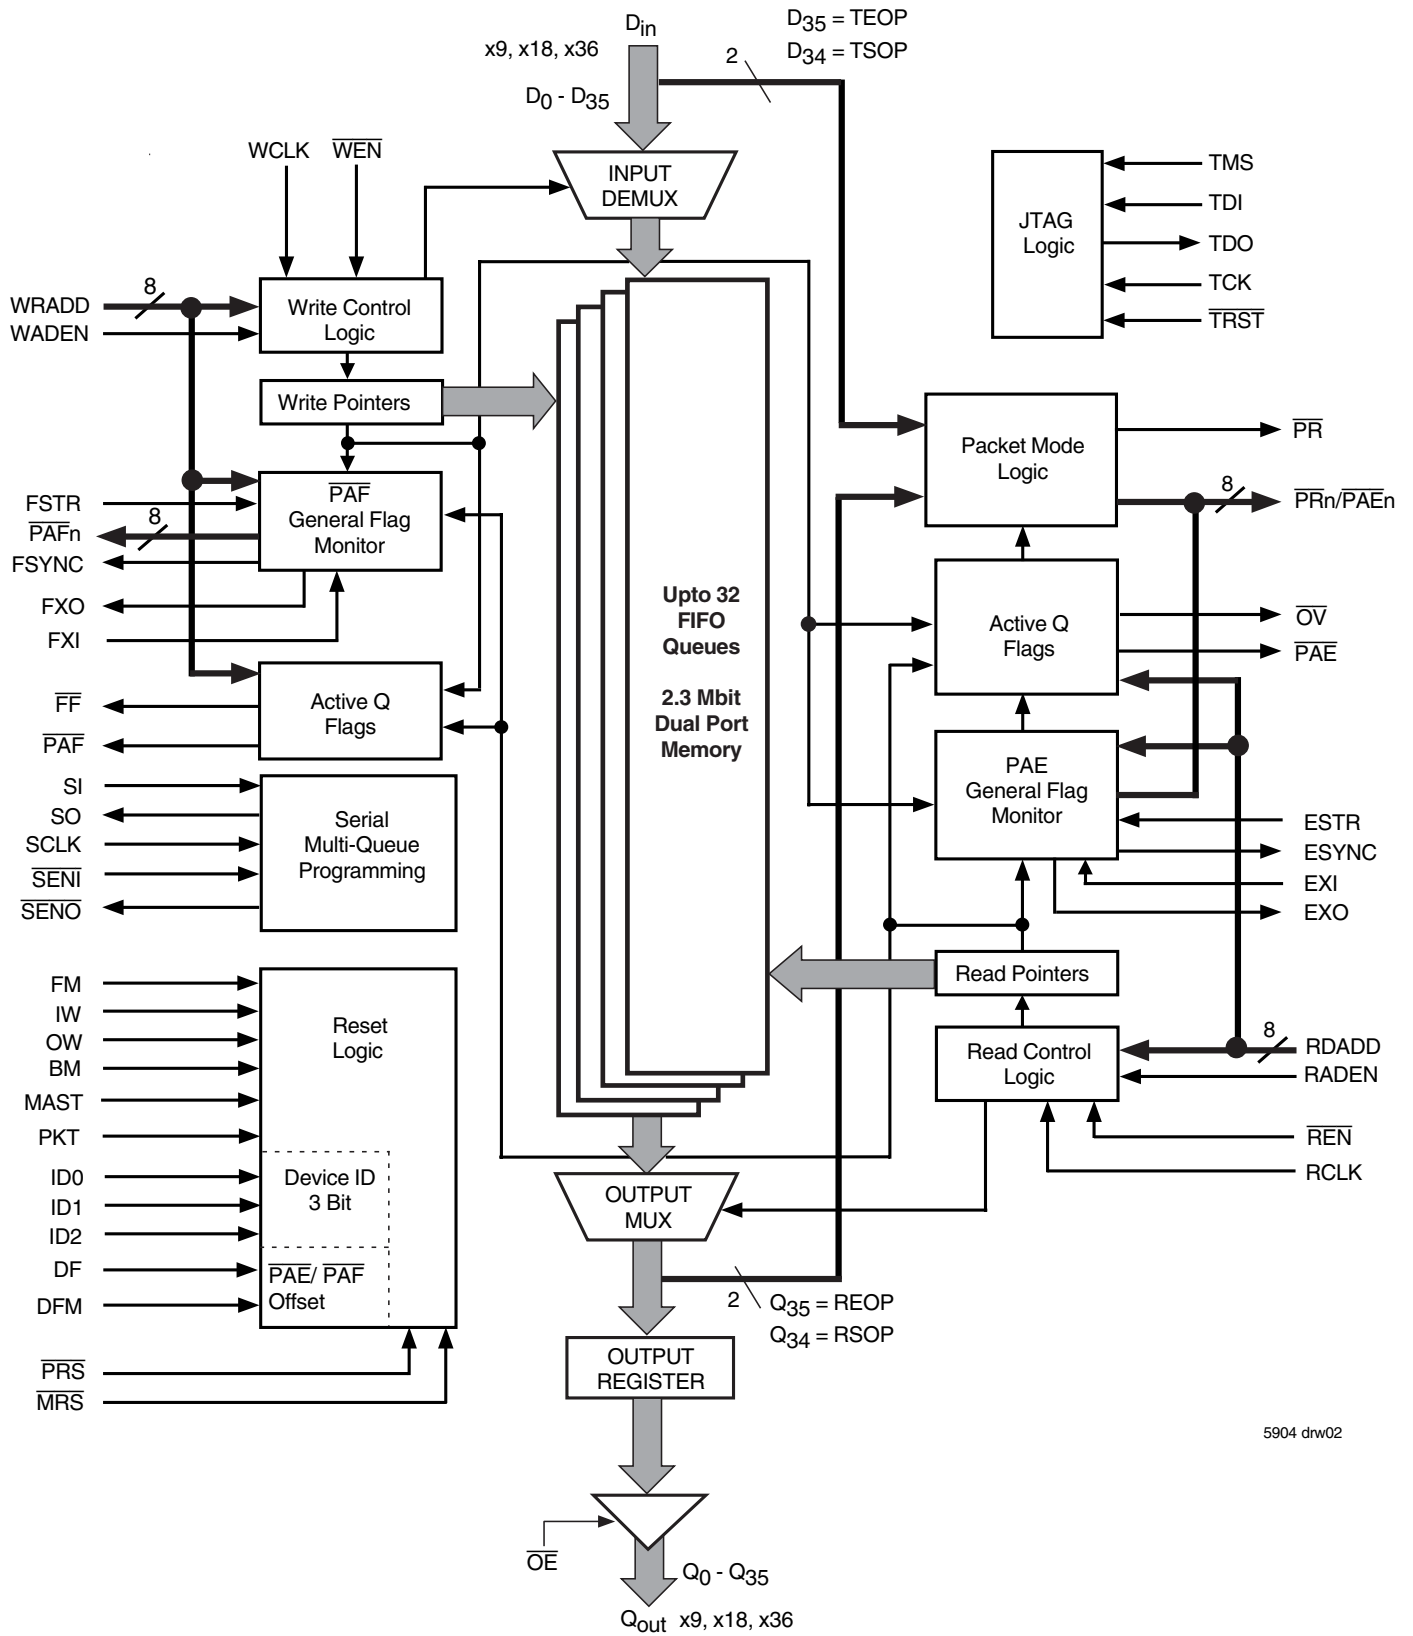 Din
D35 = TEOP
x9, x18, x36
2
D34 = TSOP
D0 - D35
WCLK
WEN
INPUT
DEMUX
JTAG
Logic
TMS
TDI
TDO
TCK
TRST
8
WRADD
WADEN
Write Control
Logic
Write Pointers
PAF
General Flag
Monitor
FSTR
8
PAFn
FSYNC
FXO
FXI
Active Q
Flags
FF
PAF
SI
SO
SCLK
SENI
SENO
Serial
Multi-Queue
Programming
Upto 32
FIFO
Queues
2.3 Mbit
Dual Port
Memory
Packet Mode
Logic
PR
8
PRn/PAEn
Active Q
Flags
OV
PAE
PAE
General Flag
Monitor
ESTR
ESYNC
EXI
EXO
Read Pointers
Read Control
Logic
8
RDADD
RADEN
REN
RCLK
FM
IW
OW
BM
MAST
PKT
ID0
ID1
ID2
DF
DFM
Reset
Logic
Device ID
3 Bit
PAE/ PAF
Offset
PRS
MRS
OUTPUT
MUX
2
Q35 = REOP
Q34 = RSOP
OUTPUT
REGISTER
5904 drw02
OE
Q0 - Q35
Qout x9, x18, x36